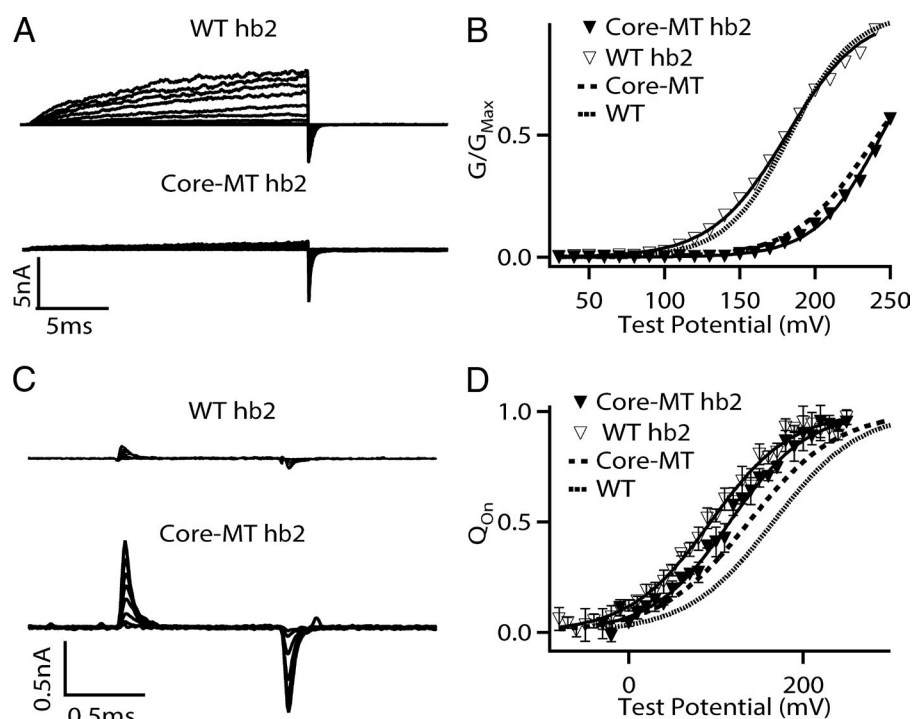 A
WT hb2
Core-MT hb2
5nA
5ms
B
Core-MT hb2
WT hb2
Core-MT
WT
G/GMax
0.5
0.0
50
100
150
200
250
Test Potential (mV)
C
WT hb2
Core-MT hb2
0.5nA
0.5ms
D
Core-MT hb2
WT hb2
Core-MT
WT
QOn
1.0
0.5
0.0
0
200
Test Potential (mV)